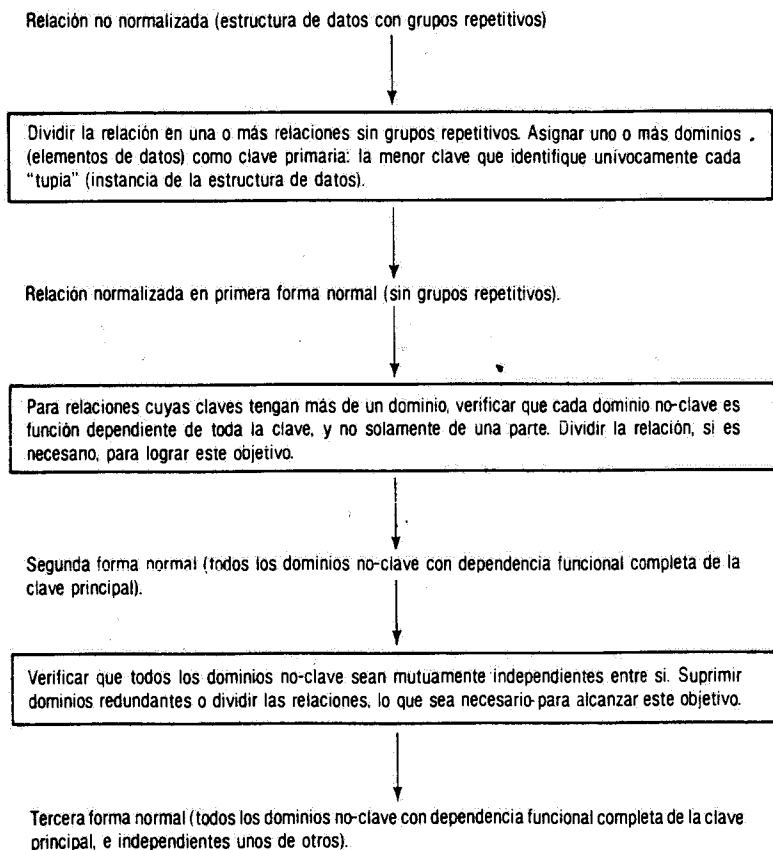 Relación no normalizada (estructura de datos con grupos repetitivos)
Dividir la relación en una o más relaciones sin grupos repetitivos. Asignar uno o más dominios
(elementos de datos) como clave primaria: la menor clave que identifique univocamente cada
"tupia" (instancia de la estructura de datos).
Relación normalizada en primera forma normal (sin grupos repetitivos).
Para relaciones cuyas claves tengan más de un dominio, verificar que cada dominio no-clave es
función dependiente de toda la clave, y no solamente de una parte. Dividir la relación, si es
necesario, para lograr este objetivo.
Segunda forma normal (todos los dominios no-clave con dependencia funcional completa de la
clave principal).
Verificar que todos los dominios no-clave sean mutuamente independientes entre si. Suprimir
dominios redundantes o dividir las relaciones, lo que sea necesario para alcanzar este objetivo.
Tercera forma normal (todos los dominios no-clave con dependencia funcional completa de la clave
principal, e independientes unos de otros).